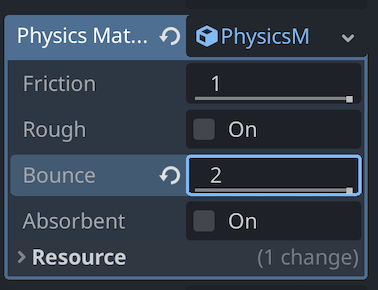 Physics Mat... PhysicsM
Friction 1
Rough On
Bounce 2
Absorbent On
Resource (1 change)